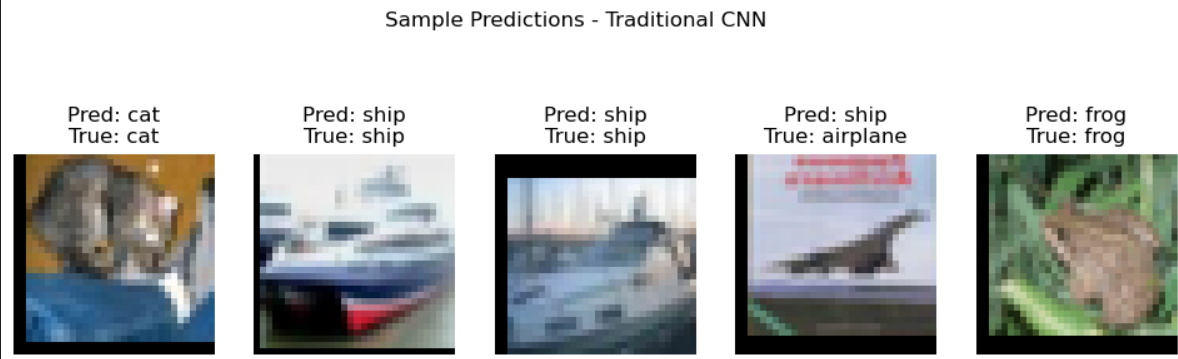 Sample Predictions - Traditional CNN
Pred: cat
True: cat
Pred: ship
True: ship
Pred: ship
True: ship
Pred: ship
True: airplane
Pred: frog
True: frog